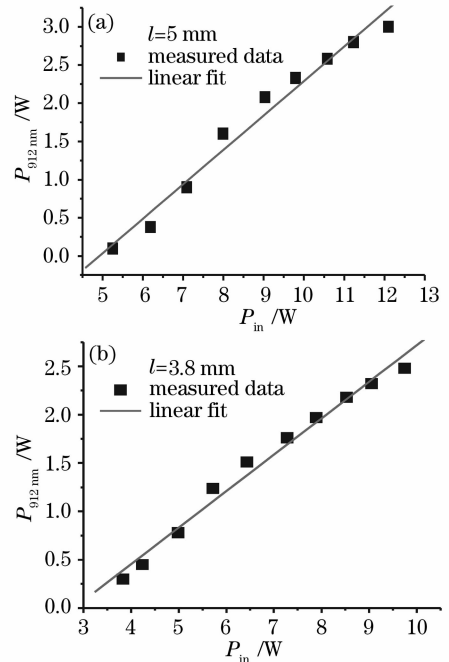 (a)
l=5 mm
measured data
linear fit
P912 nm /W
3.0
2.5
2.0
1.5
1.0
0.5
0.0
5 6 7 8 9 10 11 12 13
Pin /W
(b)
l=3.8 mm
measured data
linear fit
P912 nm /W
2.5
2.0
1.5
1.0
0.5
0.0
3 4 5 6 7 8 9 10
Pin /W